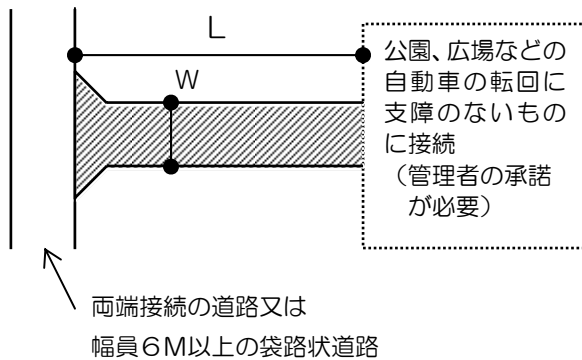 L
W
公園、広場などの
自動車の転回に
支障のないもの
に接続
(管理者の承諾
が必要)
両端接続の道路又は
幅員6M以上の袋路状道路